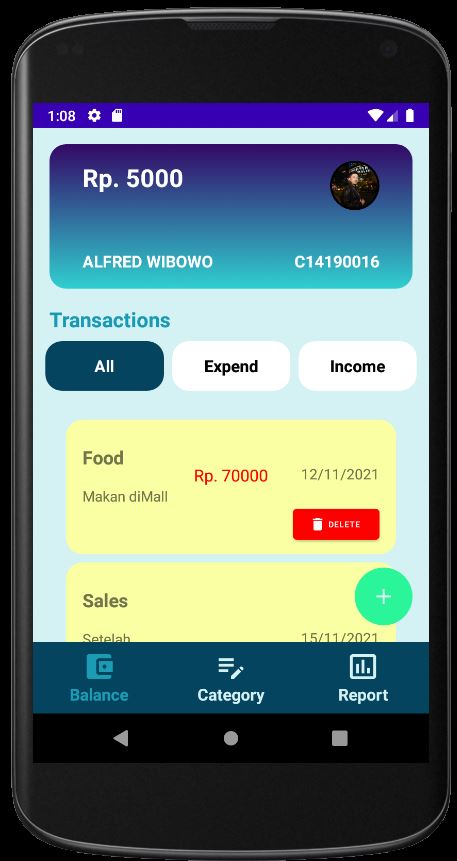 1:08
Rp. 5000
ALFRED WIBOWO C14190016
Transactions
All Expend Income
Food
Rp. 70000 12/11/2021
Makan diMall
DELETE
Sales
+
Setelah 15/11/2021
Balance Category Report